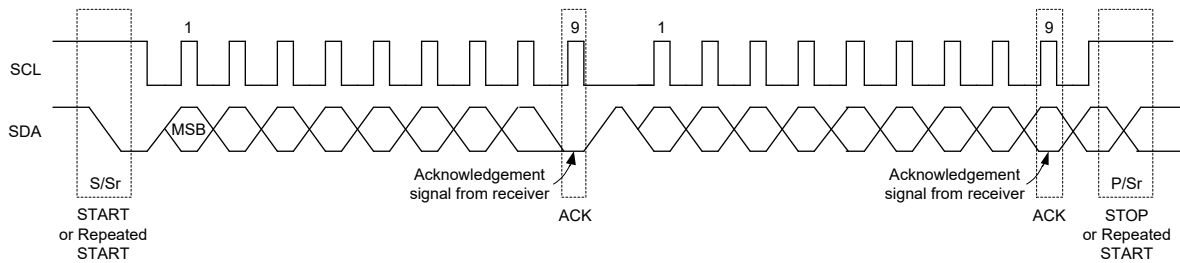 1
9
1
9
SCL
SDA
MSB
S/Sr
Acknowledgement
signal from receiver
Acknowledgement
signal from receiver
P/Sr
START
or Repeated
START
ACK
ACK
STOP
or Repeated
START